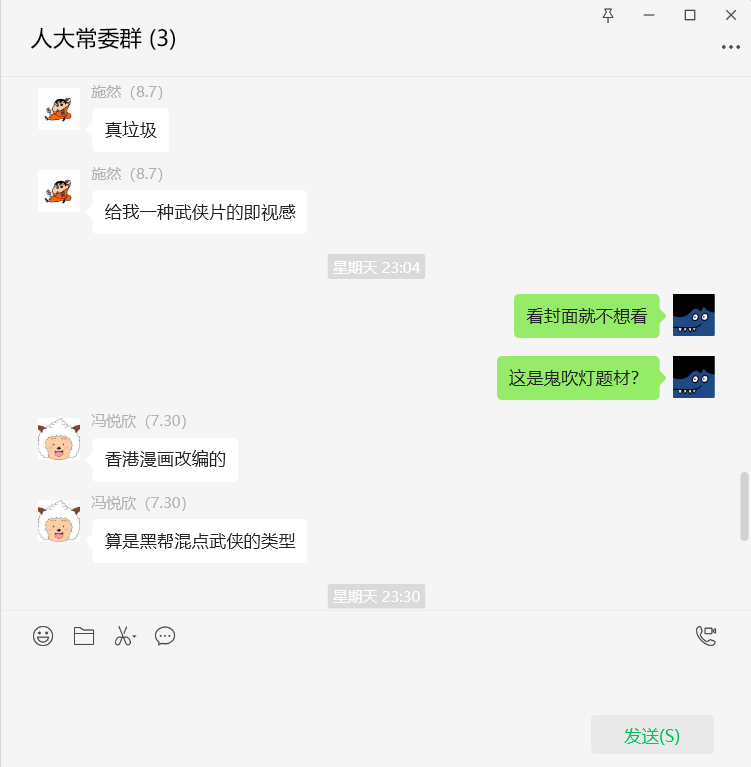 人大常委群 (3)
施然（8.7）
真垃圾
施然（8.7）
给我一种武侠片的即视感
星期天 23:04
看封面就不想看
这是鬼吹灯题材？
冯悦欣（7.30）
香港漫画改编的
冯悦欣（7.30）
算是黑帮混点武侠的类型
星期天 23:30
发送(S)